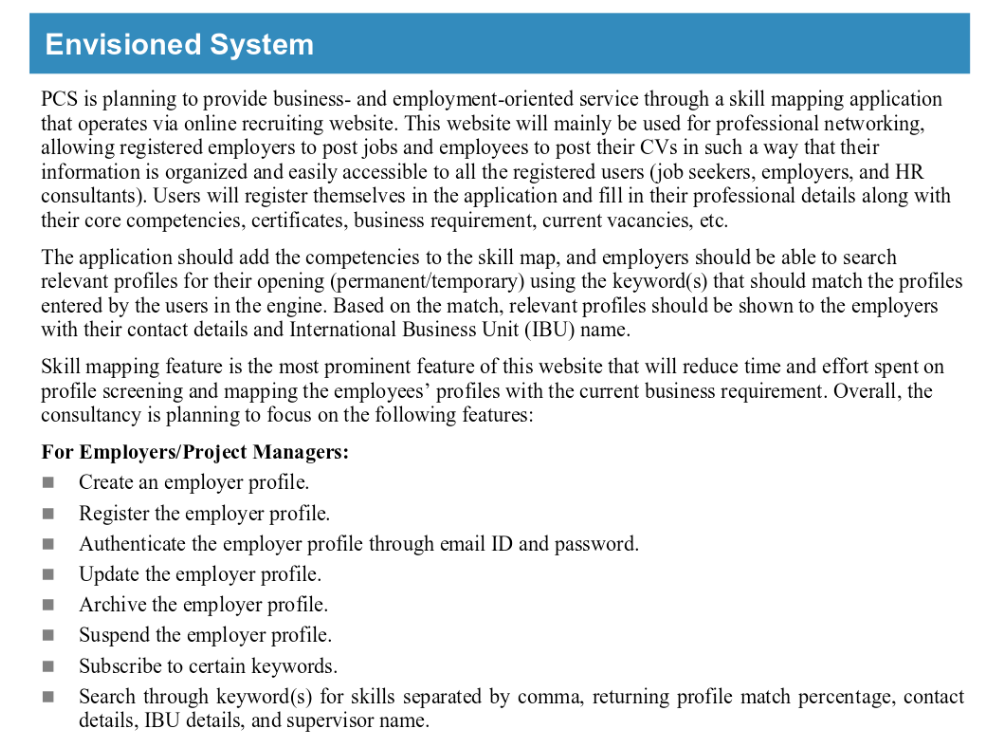 Envisioned System
PCS is planning to provide business- and employment-oriented service through a skill mapping application
that operates via online recruiting website. This website will mainly be used for professional networking,
allowing registered employers to post jobs and employees to post their CVs in such a way that their
information is organized and easily accessible to all the registered users (job seekers, employers, and HR
consultants). Users will register themselves in the application and fill in their professional details along with
their core competencies, certificates, business requirement, current vacancies, etc.
The application should add the competencies to the skill map, and employers should be able to search
relevant profiles for their opening (permanent/temporary) using the keyword(s) that should match the profiles
entered by the users in the engine. Based on the match, relevant profiles should be shown to the employers
with their contact details and International Business Unit (IBU) name.
Skill mapping feature is the most prominent feature of this website that will reduce time and effort spent on
profile screening and mapping the employees’ profiles with the current business requirement. Overall, the
consultancy is planning to focus on the following features:
For Employers/Project Managers:
■ Create an employer profile.
■ Register the employer profile.
■ Authenticate the employer profile through email ID and password.
■ Update the employer profile.
■ Archive the employer profile.
■ Suspend the employer profile.
■ Subscribe to certain keywords.
■ Search through keyword(s) for skills separated by comma, returning profile match percentage, contact
details, IBU details, and supervisor name.